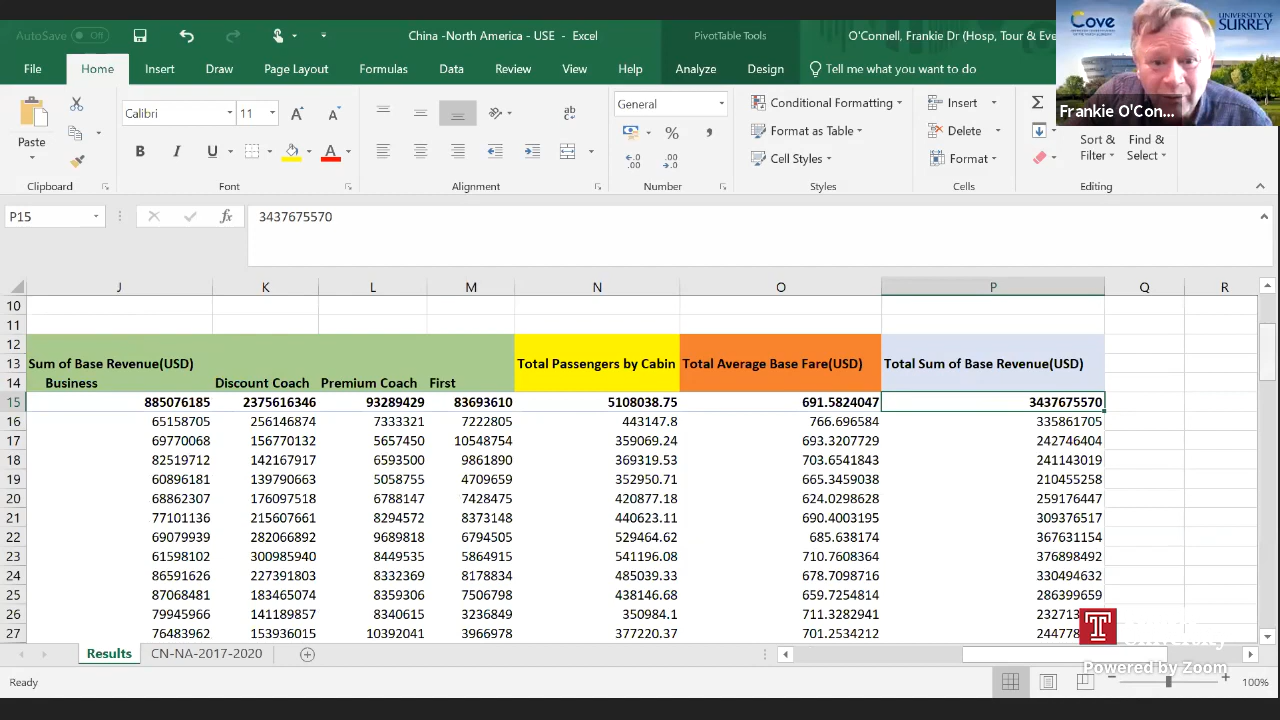 AutoSave Off China -North America - USE - Excel PivotTable Tools O'Connell, Frankie Dr (Hosp, Tour & Eve
Cove UNIVERSITY OF SURREY
File Home Insert Draw Page Layout Formulas Data Review View Help Analyze Design Tell me what you want to do
Frankie O'Con...
Paste
Calibri 11
B I U
General
Conditional Formatting
Format as Table
Cell Styles
Insert
Delete
Format
Sort & Filter
Find & Select
Clipboard Font Alignment Number Styles Cells Editing
P15 fx 3437675570
J K L M N O P Q R
10
11
12
13 Sum of Base Revenue(USD) Total Passengers by Cabin Total Average Base Fare(USD) Total Sum of Base Revenue(USD)
14 Business Discount Coach Premium Coach First
15 885076185 2375616346 93289429 83693610 5108038.75 691.5824047 3437675570
16 65158705 256146874 7333321 7222805 443147.8 766.696584 335861705
17 69770068 156770132 5657450 10548754 359069.24 693.3207729 242746404
18 82519712 142167917 6593500 9861890 369319.53 703.6541843 241143019
19 60896181 139790663 5058755 4709659 352950.71 665.3459038 210455258
20 68862307 176097518 6788147 7428475 420877.18 624.0298628 259176447
21 77101136 215607661 8294572 8373148 440623.11 690.4003195 309376517
22 69079939 282066892 9689818 6794505 529464.62 685.638174 367631154
23 61598102 300985940 8449535 5864915 541196.08 710.7608364 376898492
24 86591626 227391803 8332369 8178834 485039.33 678.7098716 330494632
25 87068481 183465074 8359306 7506798 438146.68 659.7254814 286399659
26 79945966 141189857 8340615 3236849 350984.1 711.3282941
27 76483962 153936015 10392041 3966978 377220.37 701.2534212
Results CN-NA-2017-2020
Powered by Zoom
Ready 100%